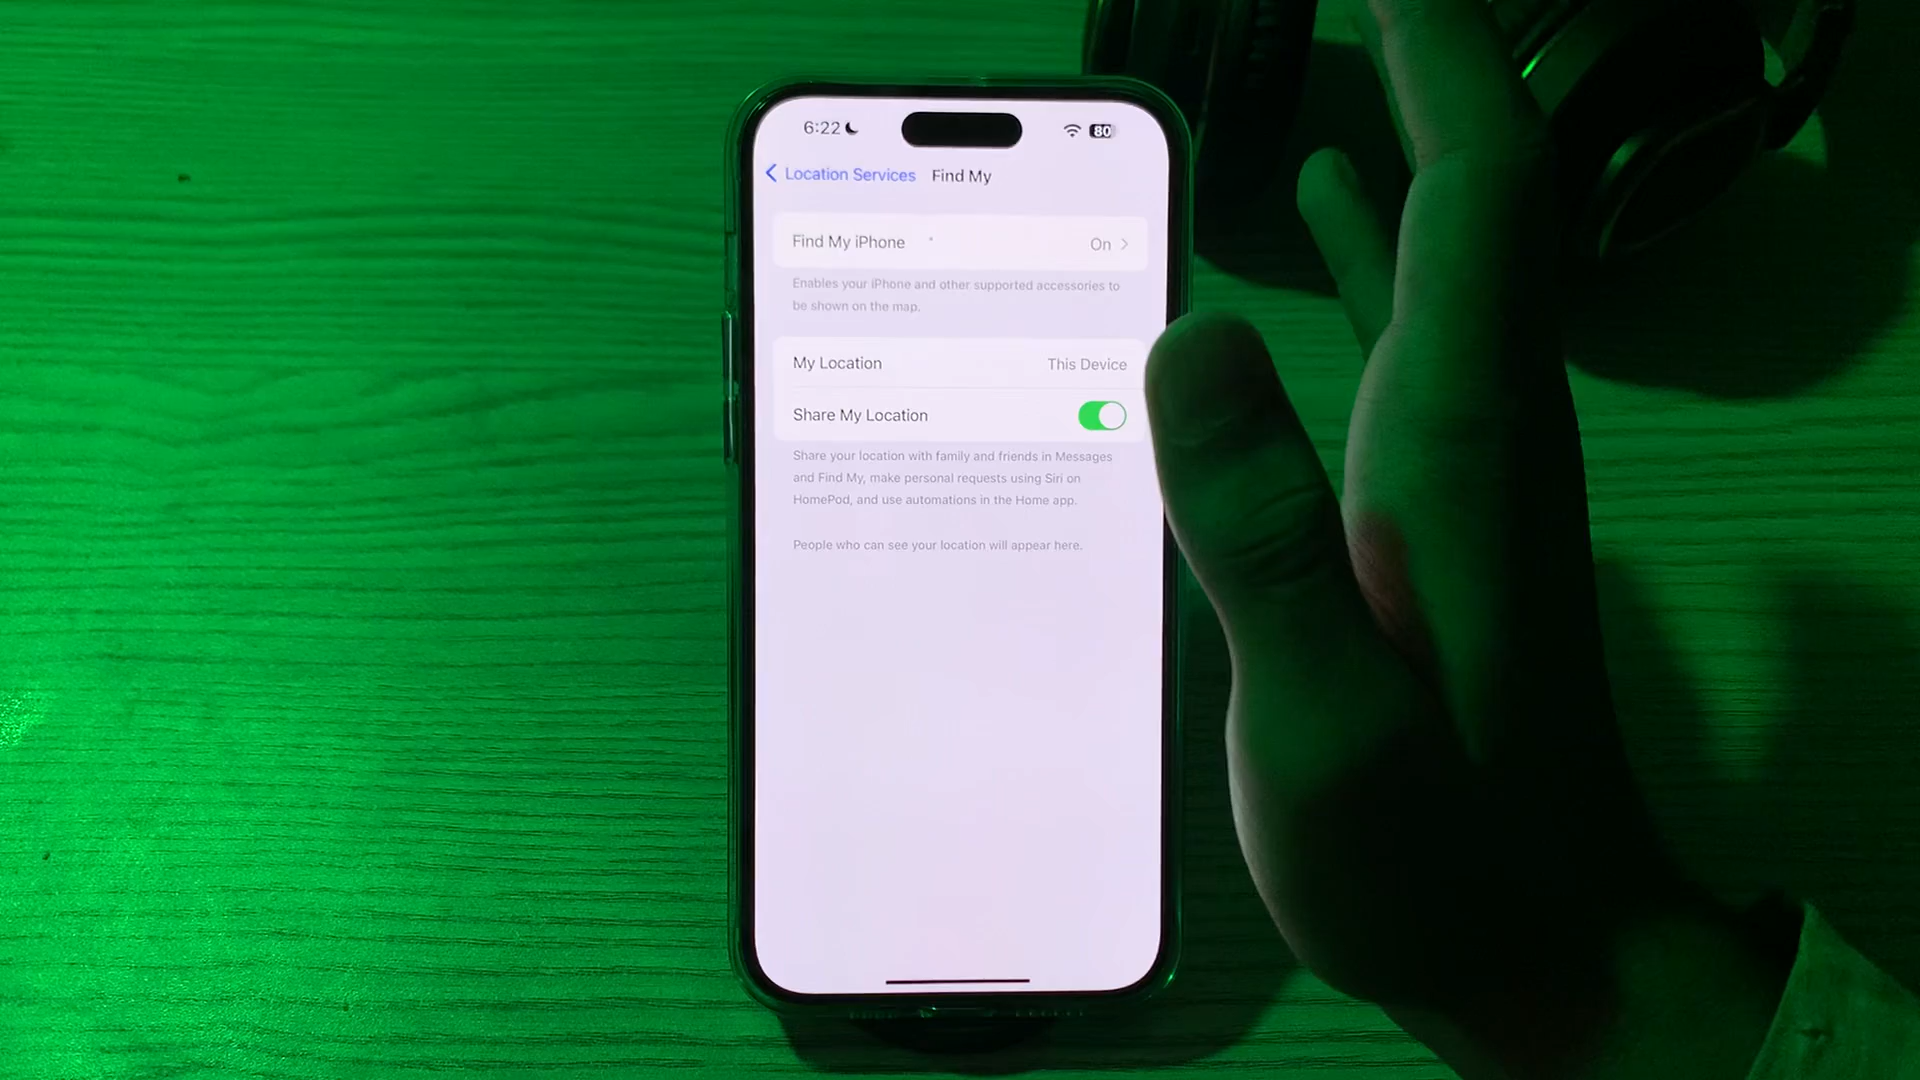 6:22
80
Location Services Find My
Find My iPhone On
Enables your iPhone and other supported accessories to
be shown on the map.
My Location This Device
Share My Location
Share your location with family and friends in Messages
and Find My, make personal requests using Siri on
HomePod, and use automations in the Home app.
People who can see your location will appear here.